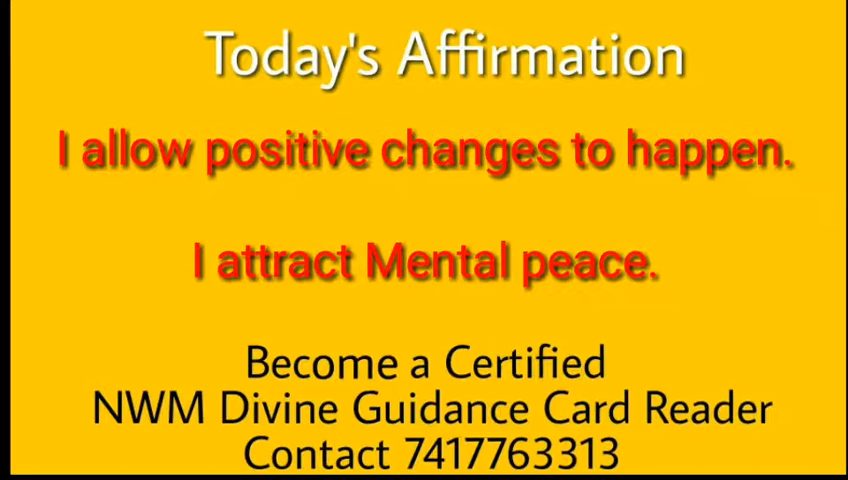 Today's Affirmation
I allow positive changes to happen.
I attract Mental peace.
Become a Certified
NWM Divine Guidance Card Reader
Contact 7417763313